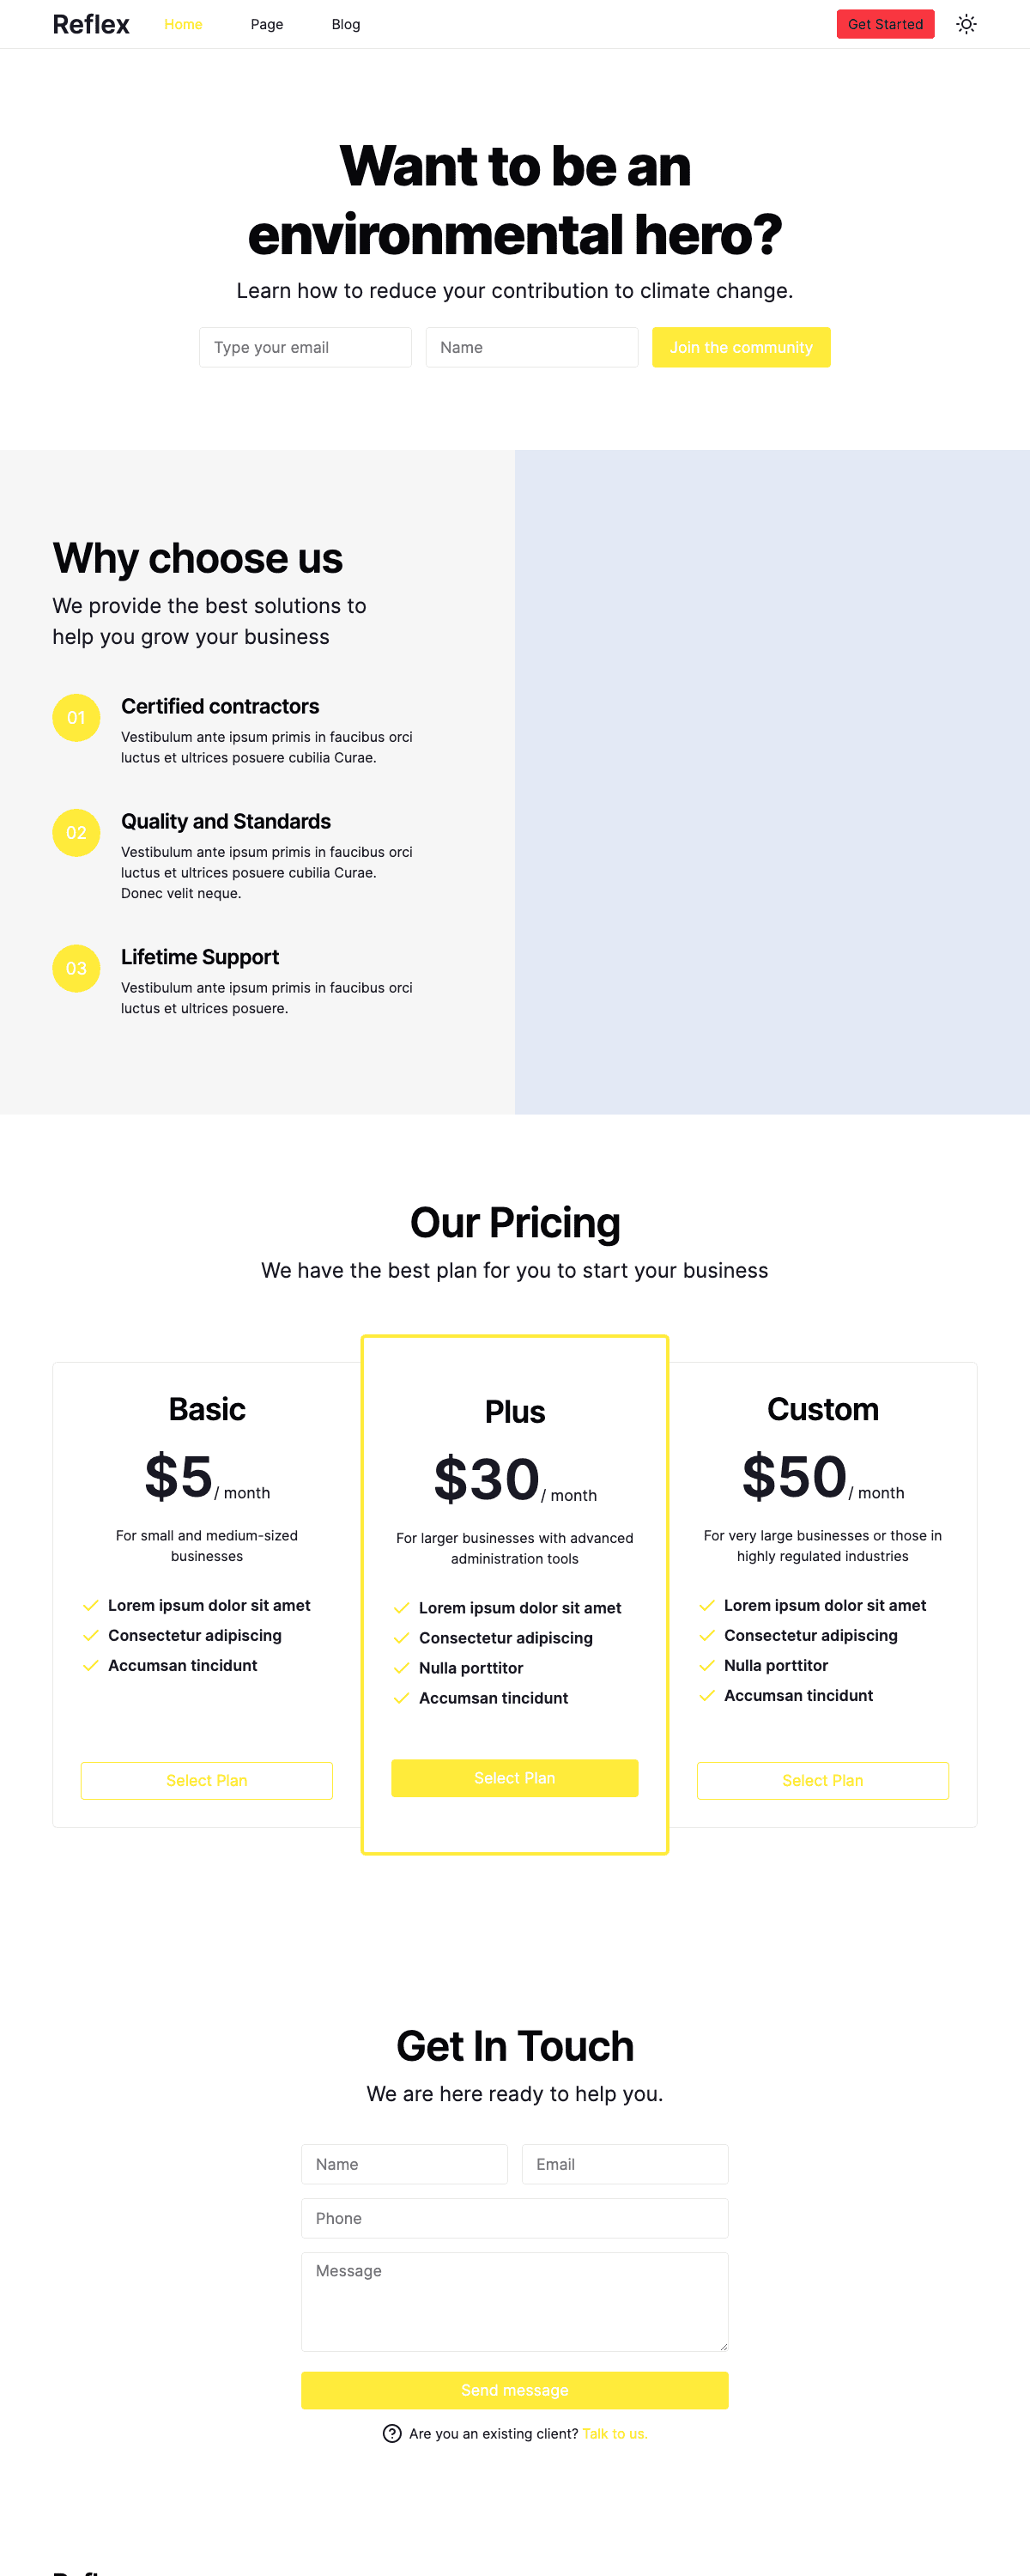 Reflex
Home
Page
Blog
Get Started
Want to be an
environmental hero?
Learn how to reduce your contribution to climate change.
Type your email
Name
Join the community
Why choose us
We provide the best solutions to
help you grow your business
01
Certified contractors
Vestibulum ante ipsum primis in faucibus orci
luctus et ultrices posuere cubilia Curae.
02
Quality and Standards
Vestibulum ante ipsum primis in faucibus orci
luctus et ultrices posuere cubilia Curae.
Donec velit neque.
03
Lifetime Support
Vestibulum ante ipsum primis in faucibus orci
luctus et ultrices posuere.
Our Pricing
We have the best plan for you to start your business
Basic
$5/ month
For small and medium-sized
businesses
Lorem ipsum dolor sit amet
Consectetur adipiscing
Accumsan tincidunt
Select Plan
Plus
$30/ month
For larger businesses with advanced
administration tools
Lorem ipsum dolor sit amet
Consectetur adipiscing
Nulla porttitor
Accumsan tincidunt
Select Plan
Custom
$50/ month
For very large businesses or those in
highly regulated industries
Lorem ipsum dolor sit amet
Consectetur adipiscing
Nulla porttitor
Accumsan tincidunt
Select Plan
Get In Touch
We are here ready to help you.
Name
Email
Phone
Message
Send message
Are you an existing client? Talk to us.